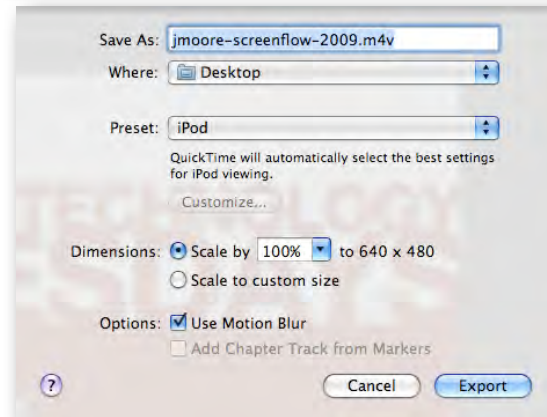 Save As: jmoore-screenflow-2009.m4v
Where: Desktop
Preset: iPod
QuickTime will automatically select the best settings
for iPod viewing.
Customize...
Dimensions: Scale by 100% to 640 x 480
Scale to custom size
Options: Use Motion Blur
Add Chapter Track from Markers
? Cancel Export